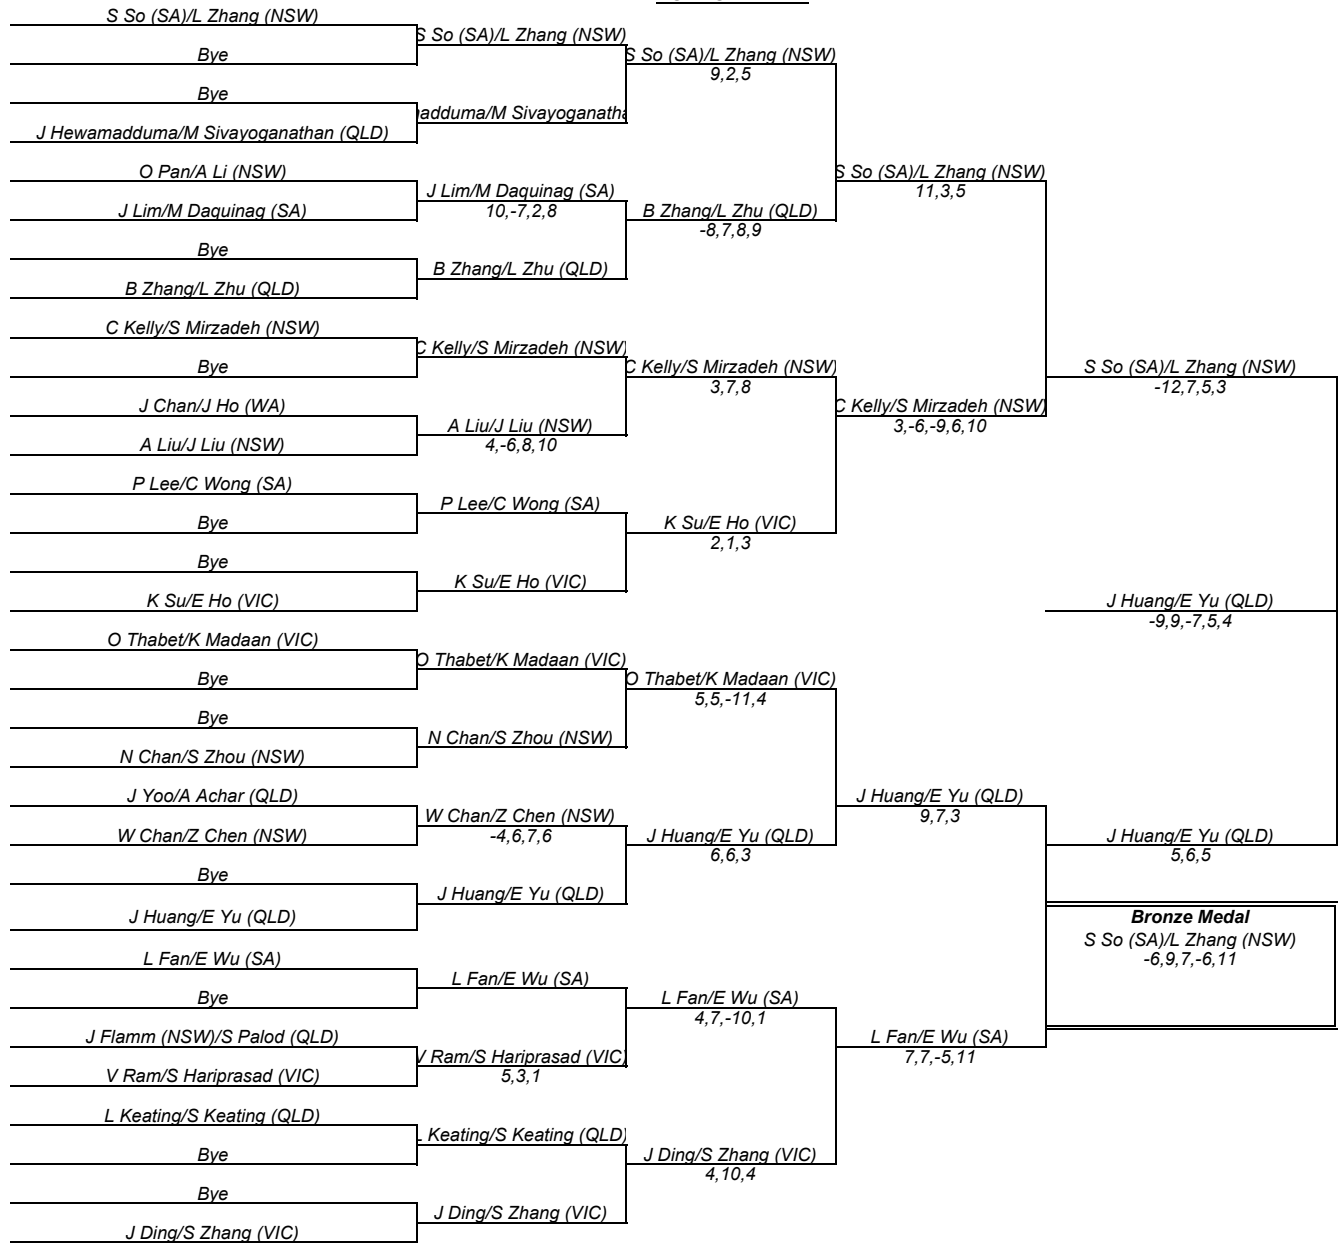 S So (SA)/L Zhang (NSW)
Bye
Bye
J Hewamadduma/M Sivayoganathan (QLD)
O Pan/A Li (NSW)
J Lim/M Daquinag (SA)
Bye
B Zhang/L Zhu (QLD)
C Kelly/S Mirzadeh (NSW)
Bye
J Chan/J Ho (WA)
A Liu/J Liu (NSW)
P Lee/C Wong (SA)
Bye
Bye
K Su/E Ho (VIC)
O Thabet/K Madaan (VIC)
Bye
Bye
N Chan/S Zhou (NSW)
J Yoo/A Achar (QLD)
W Chan/Z Chen (NSW)
Bye
J Huang/E Yu (QLD)
L Fan/E Wu (SA)
Bye
J Flamm (NSW)/S Palod (QLD)
V Ram/S Hariprasad (VIC)
L Keating/S Keating (QLD)
Bye
Bye
J Ding/S Zhang (VIC)
S So (SA)/L Zhang (NSW)
adduma/M Sivayoganatha
J Lim/M Daquinag (SA)
10,-7,2,8
B Zhang/L Zhu (QLD)
C Kelly/S Mirzadeh (NSW)
A Liu/J Liu (NSW)
4,-6,8,10
P Lee/C Wong (SA)
K Su/E Ho (VIC)
O Thabet/K Madaan (VIC)
N Chan/S Zhou (NSW)
W Chan/Z Chen (NSW)
-4,6,7,6
J Huang/E Yu (QLD)
L Fan/E Wu (SA)
V Ram/S Hariprasad (VIC)
5,3,1
L Keating/S Keating (QLD)
J Ding/S Zhang (VIC)
S So (SA)/L Zhang (NSW)
9,2,5
B Zhang/L Zhu (QLD)
-8,7,8,9
C Kelly/S Mirzadeh (NSW)
3,7,8
K Su/E Ho (VIC)
2,1,3
O Thabet/K Madaan (VIC)
5,5,-11,4
J Huang/E Yu (QLD)
6,6,3
L Fan/E Wu (SA)
4,7,-10,1
J Ding/S Zhang (VIC)
4,10,4
S So (SA)/L Zhang (NSW)
11,3,5
C Kelly/S Mirzadeh (NSW)
3,-6,-9,6,10
J Huang/E Yu (QLD)
9,7,3
L Fan/E Wu (SA)
7,7,-5,11
S So (SA)/L Zhang (NSW)
-12,7,5,3
J Huang/E Yu (QLD)
-9,9,-7,5,4
J Huang/E Yu (QLD)
5,6,5
Bronze Medal
S So (SA)/L Zhang (NSW)
-6,9,7,-6,11